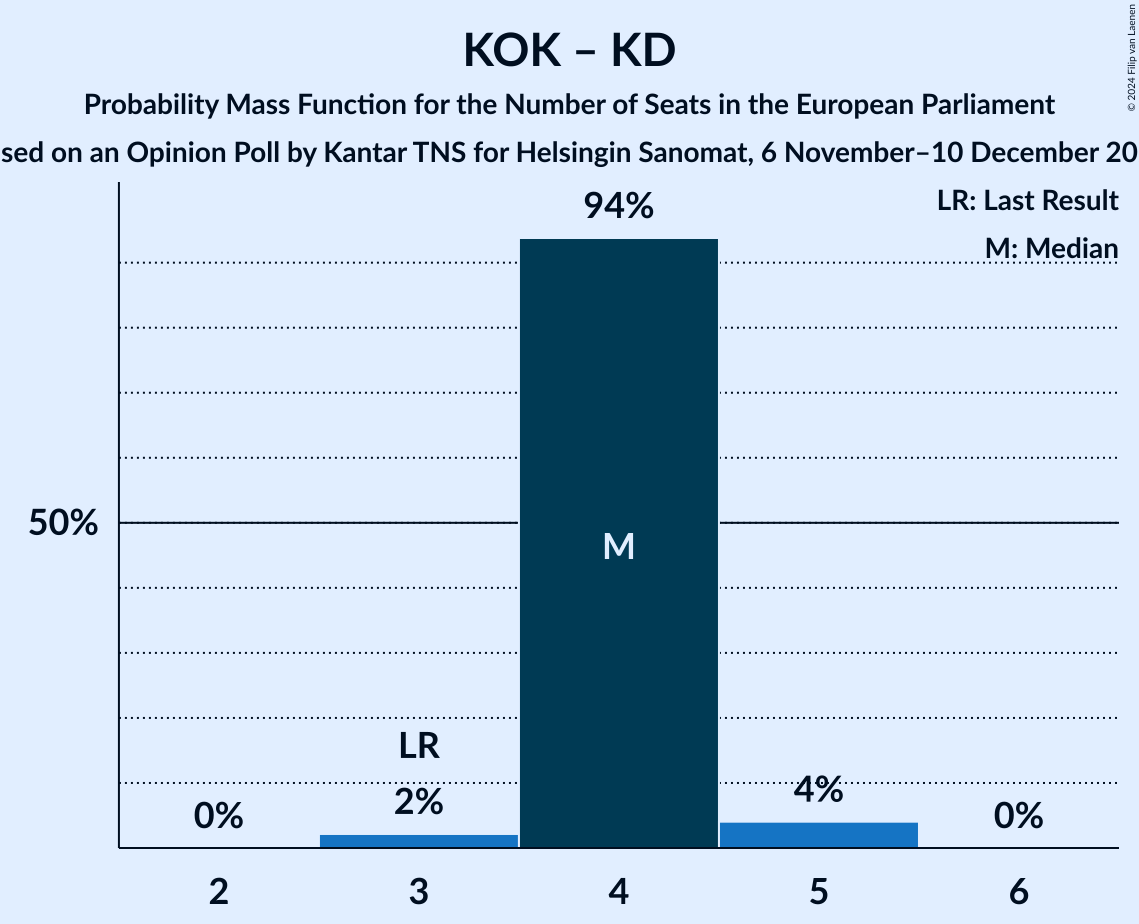 KOK – KD
Probability Mass Function for the Number of Seats in the European Parliament
sed on an Opinion Poll by Kantar TNS for Helsingin Sanomat, 6 November–10 December 20
© 2024 Filip van Laenen
LR: Last Result
M: Median
94%
50%
M
LR
0%
2%
4%
0%
2
3
4
5
6